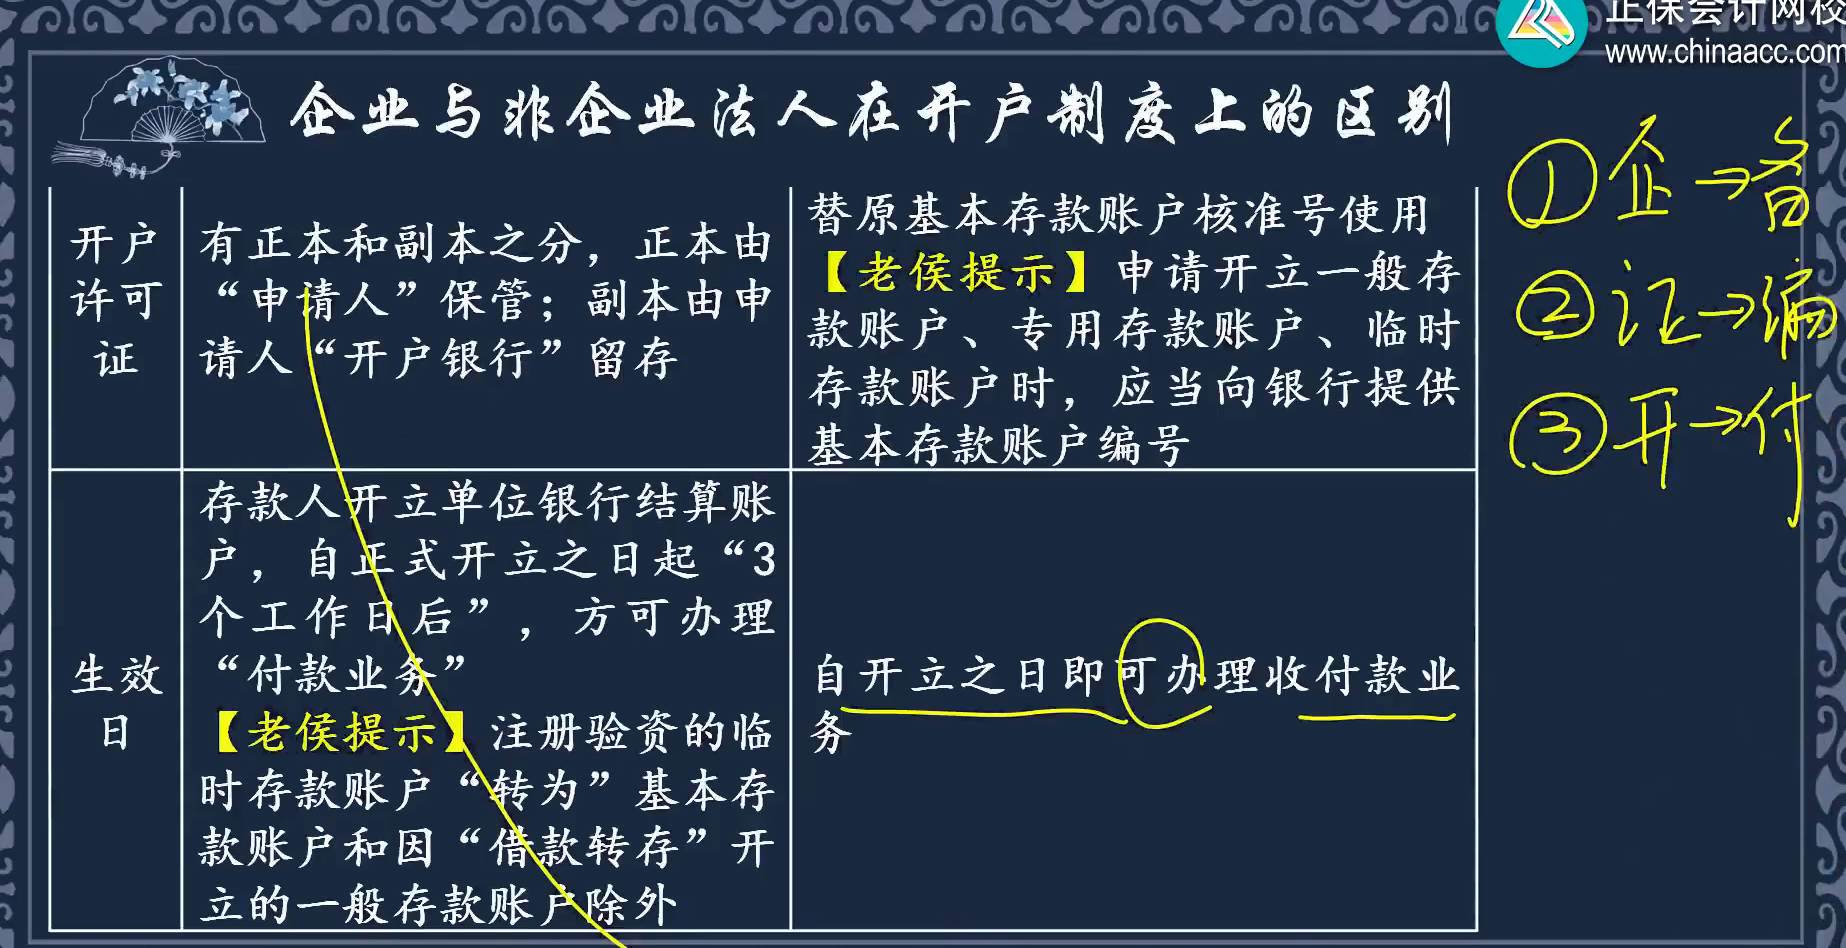 正保会计网校
www.chinaacc.com
企业与非企业法人在开户制度上的区别
开户
许可
证
有正本和副本之分，正本由
“申请人”保管；副本由申
请人“开户银行”留存
替原基本存款账户核准号使用
【老侯提示】申请开立一般存
款账户、专用存款账户、临时
存款账户时，应当向银行提供
基本存款账户编号
生效
日
存款人开立单位银行结算账
户，自正式开立之日起“3
个工作日后”，方可办理
“付款业务”
【老侯提示】注册验资的临
时存款账户“转为”基本存
款账户和因“借款转存”开
立的一般存款账户除外
自开立之日即可办理收付款业
务
①企→备
②证→编
③开→付